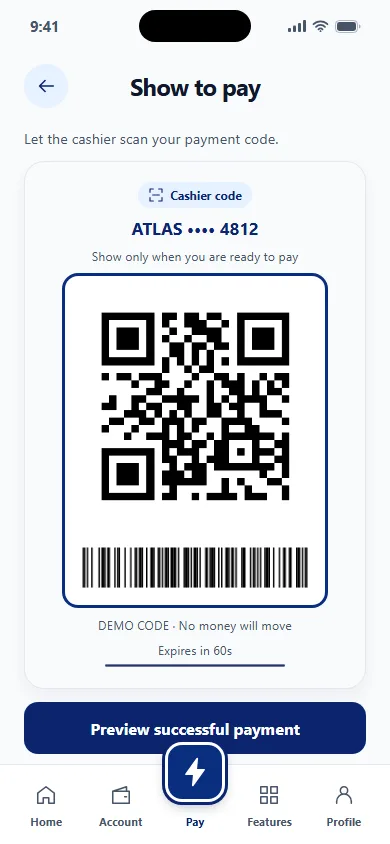 9:41
Show to pay
Let the cashier scan your payment code.
Cashier code
ATLAS •••• 4812
Show only when you are ready to pay
DEMO CODE · No money will move
Expires in 60s
Preview successful payment
Home Account Pay Features Profile